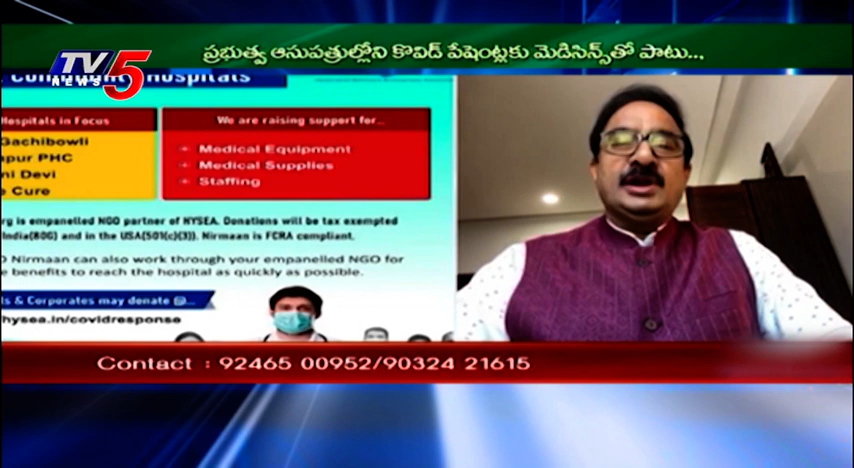 ప్రభుత్వ ఆసుపత్రుల్లోని కొవిడ్ పేషెంట్లకు మెడిసిన్స్‌తో పాటు...
TV5
NEWS
Hospitals
Hospitals in Focus
Gachibowli
PHC
Devi
Cure
We are raising support for...
+ Medical Equipment
+ Medical Supplies
+ Staffing
is empanelled NGO partner of HYSEA. Donations will be tax exempted
India(80G) and in the USA(501(c)(3)). Nirmaan is FCRA compliant.
Nirmaan can also work through your empanelled NGO for
benefits to reach the hospital as quickly as possible.
& Corporates may donate @...
hysea.in/covidresponse
Contact : 92465 00952/90324 21615